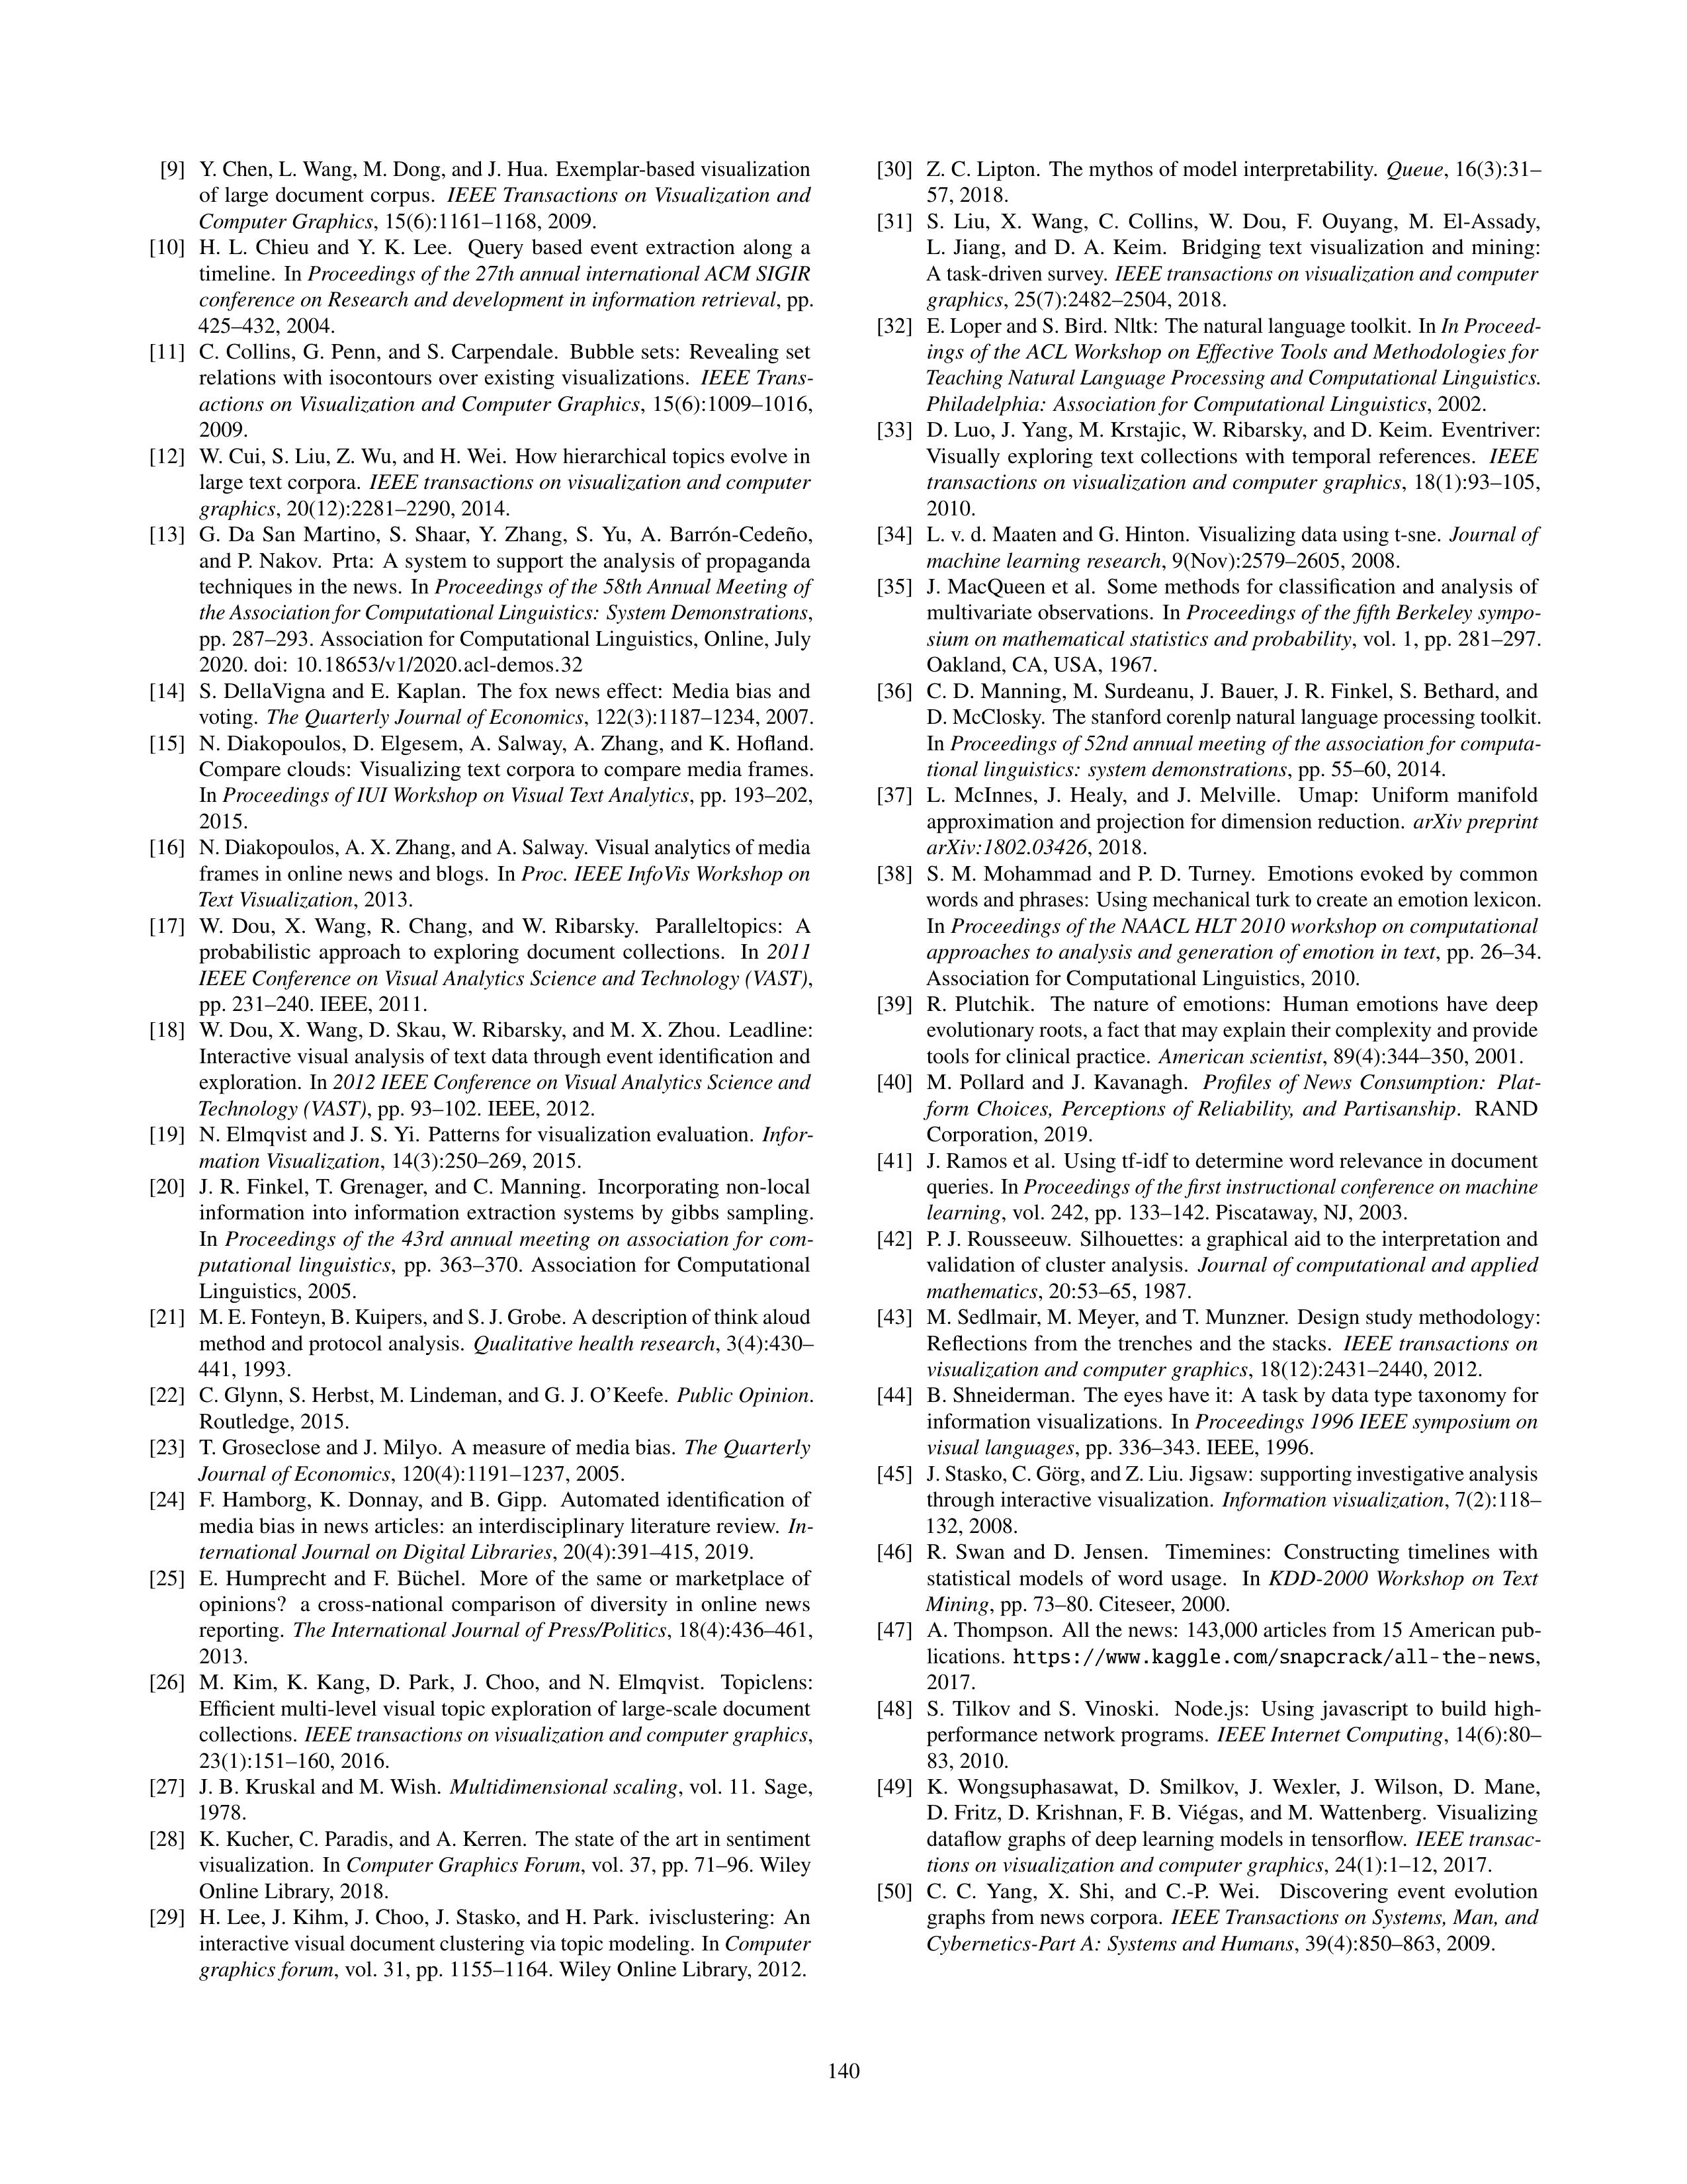 [9] Y. Chen, L. Wang, M. Dong, and J. Hua. Exemplar-based visualization
of large document corpus. IEEE Transactions on Visualization and
Computer Graphics, 15(6):1161–1168, 2009.
[10] H. L. Chieu and Y. K. Lee. Query based event extraction along a
timeline. In Proceedings of the 27th annual international ACM SIGIR
conference on Research and development in information retrieval, pp.
425–432, 2004.
[11] C. Collins, G. Penn, and S. Carpendale. Bubble sets: Revealing set
relations with isocontours over existing visualizations. IEEE Trans-
actions on Visualization and Computer Graphics, 15(6):1009–1016,
2009.
[12] W. Cui, S. Liu, Z. Wu, and H. Wei. How hierarchical topics evolve in
large text corpora. IEEE transactions on visualization and computer
graphics, 20(12):2281–2290, 2014.
[13] G. Da San Martino, S. Shaar, Y. Zhang, S. Yu, A. Barrón-Cedeño,
and P. Nakov. Prta: A system to support the analysis of propaganda
techniques in the news. In Proceedings of the 58th Annual Meeting of
the Association for Computational Linguistics: System Demonstrations,
pp. 287–293. Association for Computational Linguistics, Online, July
2020. doi: 10.18653/v1/2020.acl-demos.32
[14] S. DellaVigna and E. Kaplan. The fox news effect: Media bias and
voting. The Quarterly Journal of Economics, 122(3):1187–1234, 2007.
[15] N. Diakopoulos, D. Elgesem, A. Salway, A. Zhang, and K. Hofland.
Compare clouds: Visualizing text corpora to compare media frames.
In Proceedings of IUI Workshop on Visual Text Analytics, pp. 193–202,
2015.
[16] N. Diakopoulos, A. X. Zhang, and A. Salway. Visual analytics of media
frames in online news and blogs. In Proc. IEEE InfoVis Workshop on
Text Visualization, 2013.
[17] W. Dou, X. Wang, R. Chang, and W. Ribarsky. Paralleltopics: A
probabilistic approach to exploring document collections. In 2011
IEEE Conference on Visual Analytics Science and Technology (VAST),
pp. 231–240. IEEE, 2011.
[18] W. Dou, X. Wang, D. Skau, W. Ribarsky, and M. X. Zhou. Leadline:
Interactive visual analysis of text data through event identification and
exploration. In 2012 IEEE Conference on Visual Analytics Science and
Technology (VAST), pp. 93–102. IEEE, 2012.
[19] N. Elmqvist and J. S. Yi. Patterns for visualization evaluation. Infor-
mation Visualization, 14(3):250–269, 2015.
[20] J. R. Finkel, T. Grenager, and C. Manning. Incorporating non-local
information into information extraction systems by gibbs sampling.
In Proceedings of the 43rd annual meeting on association for com-
putational linguistics, pp. 363–370. Association for Computational
Linguistics, 2005.
[21] M. E. Fonteyn, B. Kuipers, and S. J. Grobe. A description of think aloud
method and protocol analysis. Qualitative health research, 3(4):430–
441, 1993.
[22] C. Glynn, S. Herbst, M. Lindeman, and G. J. O'Keefe. Public Opinion.
Routledge, 2015.
[23] T. Groseclose and J. Milyo. A measure of media bias. The Quarterly
Journal of Economics, 120(4):1191–1237, 2005.
[24] F. Hamborg, K. Donnay, and B. Gipp. Automated identification of
media bias in news articles: an interdisciplinary literature review. In-
ternational Journal on Digital Libraries, 20(4):391–415, 2019.
[25] E. Humprecht and F. Büchel. More of the same or marketplace of
opinions? a cross-national comparison of diversity in online news
reporting. The International Journal of Press/Politics, 18(4):436–461,
2013.
[26] M. Kim, K. Kang, D. Park, J. Choo, and N. Elmqvist. Topiclens:
Efficient multi-level visual topic exploration of large-scale document
collections. IEEE transactions on visualization and computer graphics,
23(1):151–160, 2016.
[27] J. B. Kruskal and M. Wish. Multidimensional scaling, vol. 11. Sage,
1978.
[28] K. Kucher, C. Paradis, and A. Kerren. The state of the art in sentiment
visualization. In Computer Graphics Forum, vol. 37, pp. 71–96. Wiley
Online Library, 2018.
[29] H. Lee, J. Kihm, J. Choo, J. Stasko, and H. Park. ivisclustering: An
interactive visual document clustering via topic modeling. In Computer
graphics forum, vol. 31, pp. 1155–1164. Wiley Online Library, 2012.
[30] Z. C. Lipton. The mythos of model interpretability. Queue, 16(3):31–
57, 2018.
[31] S. Liu, X. Wang, C. Collins, W. Dou, F. Ouyang, M. El-Assady,
L. Jiang, and D. A. Keim. Bridging text visualization and mining:
A task-driven survey. IEEE transactions on visualization and computer
graphics, 25(7):2482–2504, 2018.
[32] E. Loper and S. Bird. Nltk: The natural language toolkit. In In Proceed-
ings of the ACL Workshop on Effective Tools and Methodologies for
Teaching Natural Language Processing and Computational Linguistics.
Philadelphia: Association for Computational Linguistics, 2002.
[33] D. Luo, J. Yang, M. Krstajic, W. Ribarsky, and D. Keim. Eventriver:
Visually exploring text collections with temporal references. IEEE
transactions on visualization and computer graphics, 18(1):93–105,
2010.
[34] L. v. d. Maaten and G. Hinton. Visualizing data using t-sne. Journal of
machine learning research, 9(Nov):2579–2605, 2008.
[35] J. MacQueen et al. Some methods for classification and analysis of
multivariate observations. In Proceedings of the fifth Berkeley sympo-
sium on mathematical statistics and probability, vol. 1, pp. 281–297.
Oakland, CA, USA, 1967.
[36] C. D. Manning, M. Surdeanu, J. Bauer, J. R. Finkel, S. Bethard, and
D. McClosky. The stanford corenlp natural language processing toolkit.
In Proceedings of 52nd annual meeting of the association for computa-
tional linguistics: system demonstrations, pp. 55–60, 2014.
[37] L. McInnes, J. Healy, and J. Melville. Umap: Uniform manifold
approximation and projection for dimension reduction. arXiv preprint
arXiv:1802.03426, 2018.
[38] S. M. Mohammad and P. D. Turney. Emotions evoked by common
words and phrases: Using mechanical turk to create an emotion lexicon.
In Proceedings of the NAACL HLT 2010 workshop on computational
approaches to analysis and generation of emotion in text, pp. 26–34.
Association for Computational Linguistics, 2010.
[39] R. Plutchik. The nature of emotions: Human emotions have deep
evolutionary roots, a fact that may explain their complexity and provide
tools for clinical practice. American scientist, 89(4):344–350, 2001.
[40] M. Pollard and J. Kavanagh. Profiles of News Consumption: Plat-
form Choices, Perceptions of Reliability, and Partisanship. RAND
Corporation, 2019.
[41] J. Ramos et al. Using tf-idf to determine word relevance in document
queries. In Proceedings of the first instructional conference on machine
learning, vol. 242, pp. 133–142. Piscataway, NJ, 2003.
[42] P. J. Rousseeuw. Silhouettes: a graphical aid to the interpretation and
validation of cluster analysis. Journal of computational and applied
mathematics, 20:53–65, 1987.
[43] M. Sedlmair, M. Meyer, and T. Munzner. Design study methodology:
Reflections from the trenches and the stacks. IEEE transactions on
visualization and computer graphics, 18(12):2431–2440, 2012.
[44] B. Shneiderman. The eyes have it: A task by data type taxonomy for
information visualizations. In Proceedings 1996 IEEE symposium on
visual languages, pp. 336–343. IEEE, 1996.
[45] J. Stasko, C. Görg, and Z. Liu. Jigsaw: supporting investigative analysis
through interactive visualization. Information visualization, 7(2):118–
132, 2008.
[46] R. Swan and D. Jensen. Timemines: Constructing timelines with
statistical models of word usage. In KDD-2000 Workshop on Text
Mining, pp. 73–80. Citeseer, 2000.
[47] A. Thompson. All the news: 143,000 articles from 15 American pub-
lications. https://www.kaggle.com/snapcrack/all-the-news,
2017.
[48] S. Tilkov and S. Vinoski. Node.js: Using javascript to build high-
performance network programs. IEEE Internet Computing, 14(6):80–
83, 2010.
[49] K. Wongsuphasawat, D. Smilkov, J. Wexler, J. Wilson, D. Mane,
D. Fritz, D. Krishnan, F. B. Viégas, and M. Wattenberg. Visualizing
dataflow graphs of deep learning models in tensorflow. IEEE transac-
tions on visualization and computer graphics, 24(1):1–12, 2017.
[50] C. C. Yang, X. Shi, and C.-P. Wei. Discovering event evolution
graphs from news corpora. IEEE Transactions on Systems, Man, and
Cybernetics-Part A: Systems and Humans, 39(4):850–863, 2009.
140